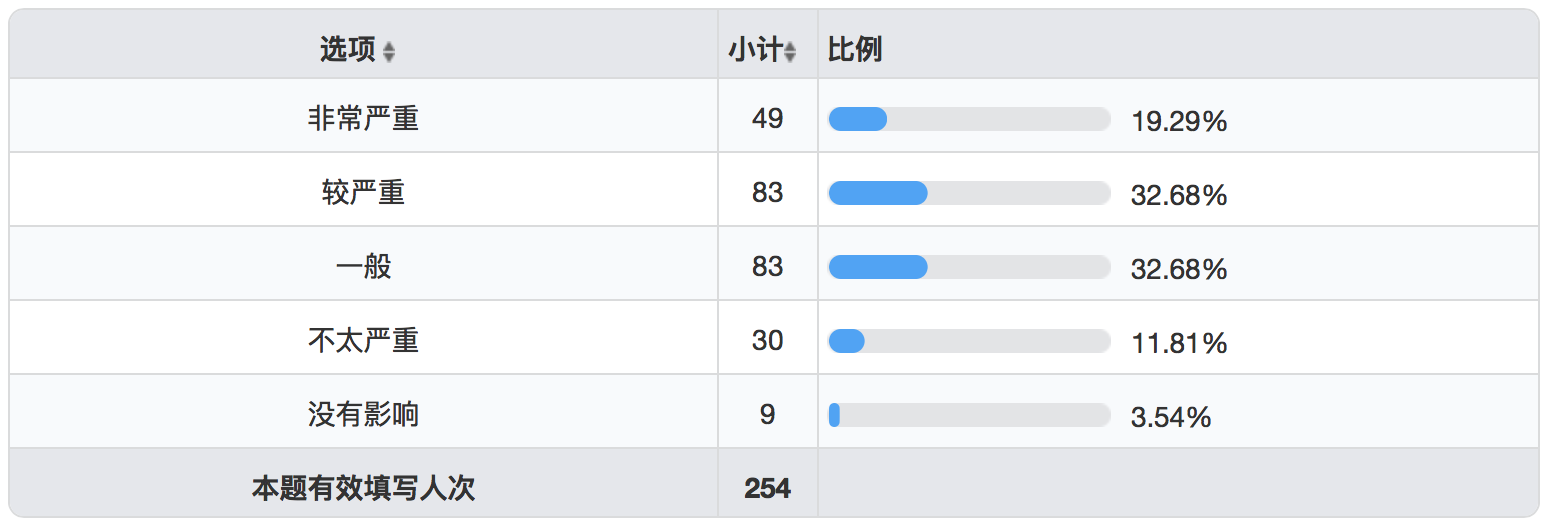 选项 小计 比例
非常严重 49 19.29%
较严重 83 32.68%
一般 83 32.68%
不太严重 30 11.81%
没有影响 9 3.54%
本题有效填写人次 254